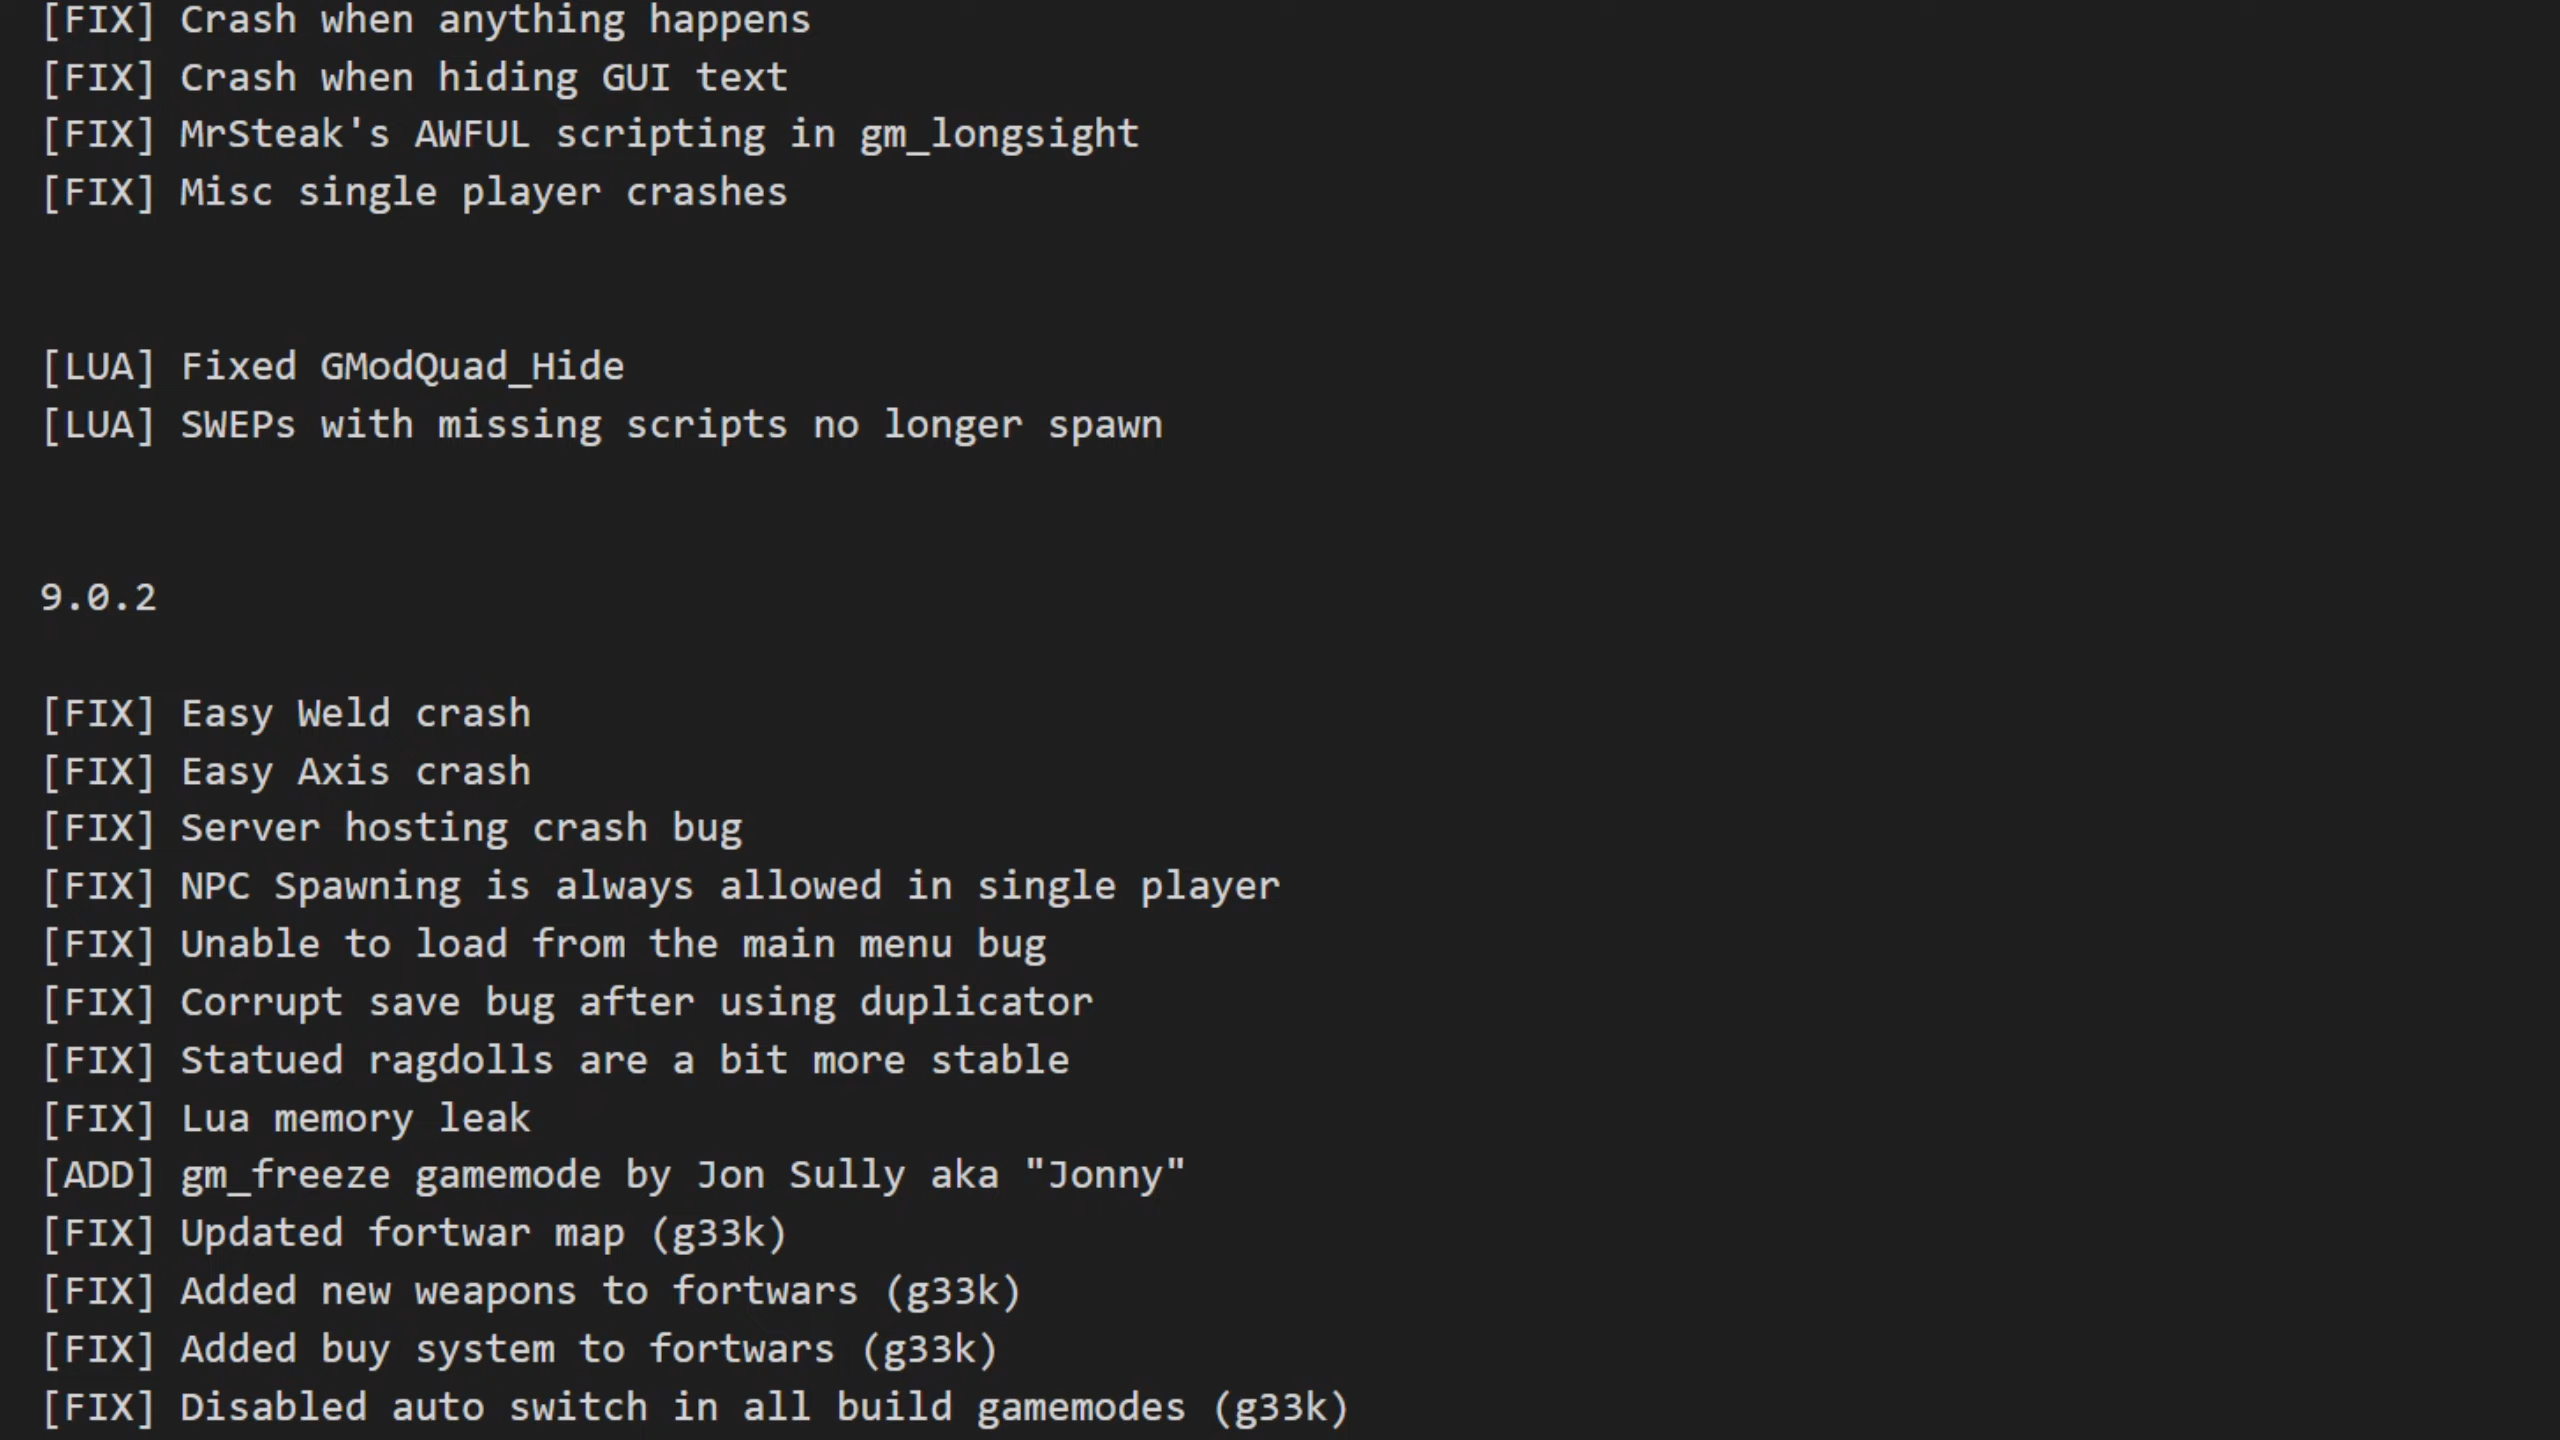 [FIX] Crash when anything happens
[FIX] Crash when hiding GUI text
[FIX] MrSteak's AWFUL scripting in gm_longsight
[FIX] Misc single player crashes
[LUA] Fixed GModQuad_Hide
[LUA] SWEPs with missing scripts no longer spawn
9.0.2
[FIX] Easy Weld crash
[FIX] Easy Axis crash
[FIX] Server hosting crash bug
[FIX] NPC Spawning is always allowed in single player
[FIX] Unable to load from the main menu bug
[FIX] Corrupt save bug after using duplicator
[FIX] Statued ragdolls are a bit more stable
[FIX] Lua memory leak
[ADD] gm_freeze gamemode by Jon Sully aka "Jonny"
[FIX] Updated fortwar map (g33k)
[FIX] Added new weapons to fortwars (g33k)
[FIX] Added buy system to fortwars (g33k)
[FIX] Disabled auto switch in all build gamemodes (g33k)